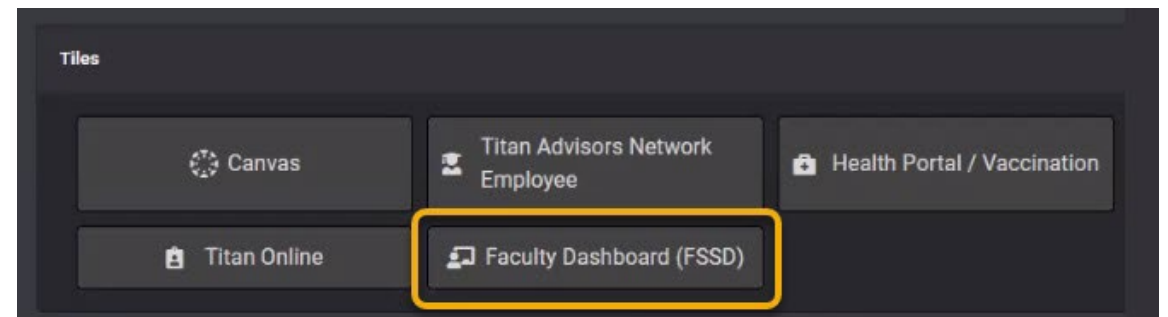 Tiles
Canvas
Titan Advisors Network
Employee
Health Portal / Vaccination
Titan Online
Faculty Dashboard (FSSD)